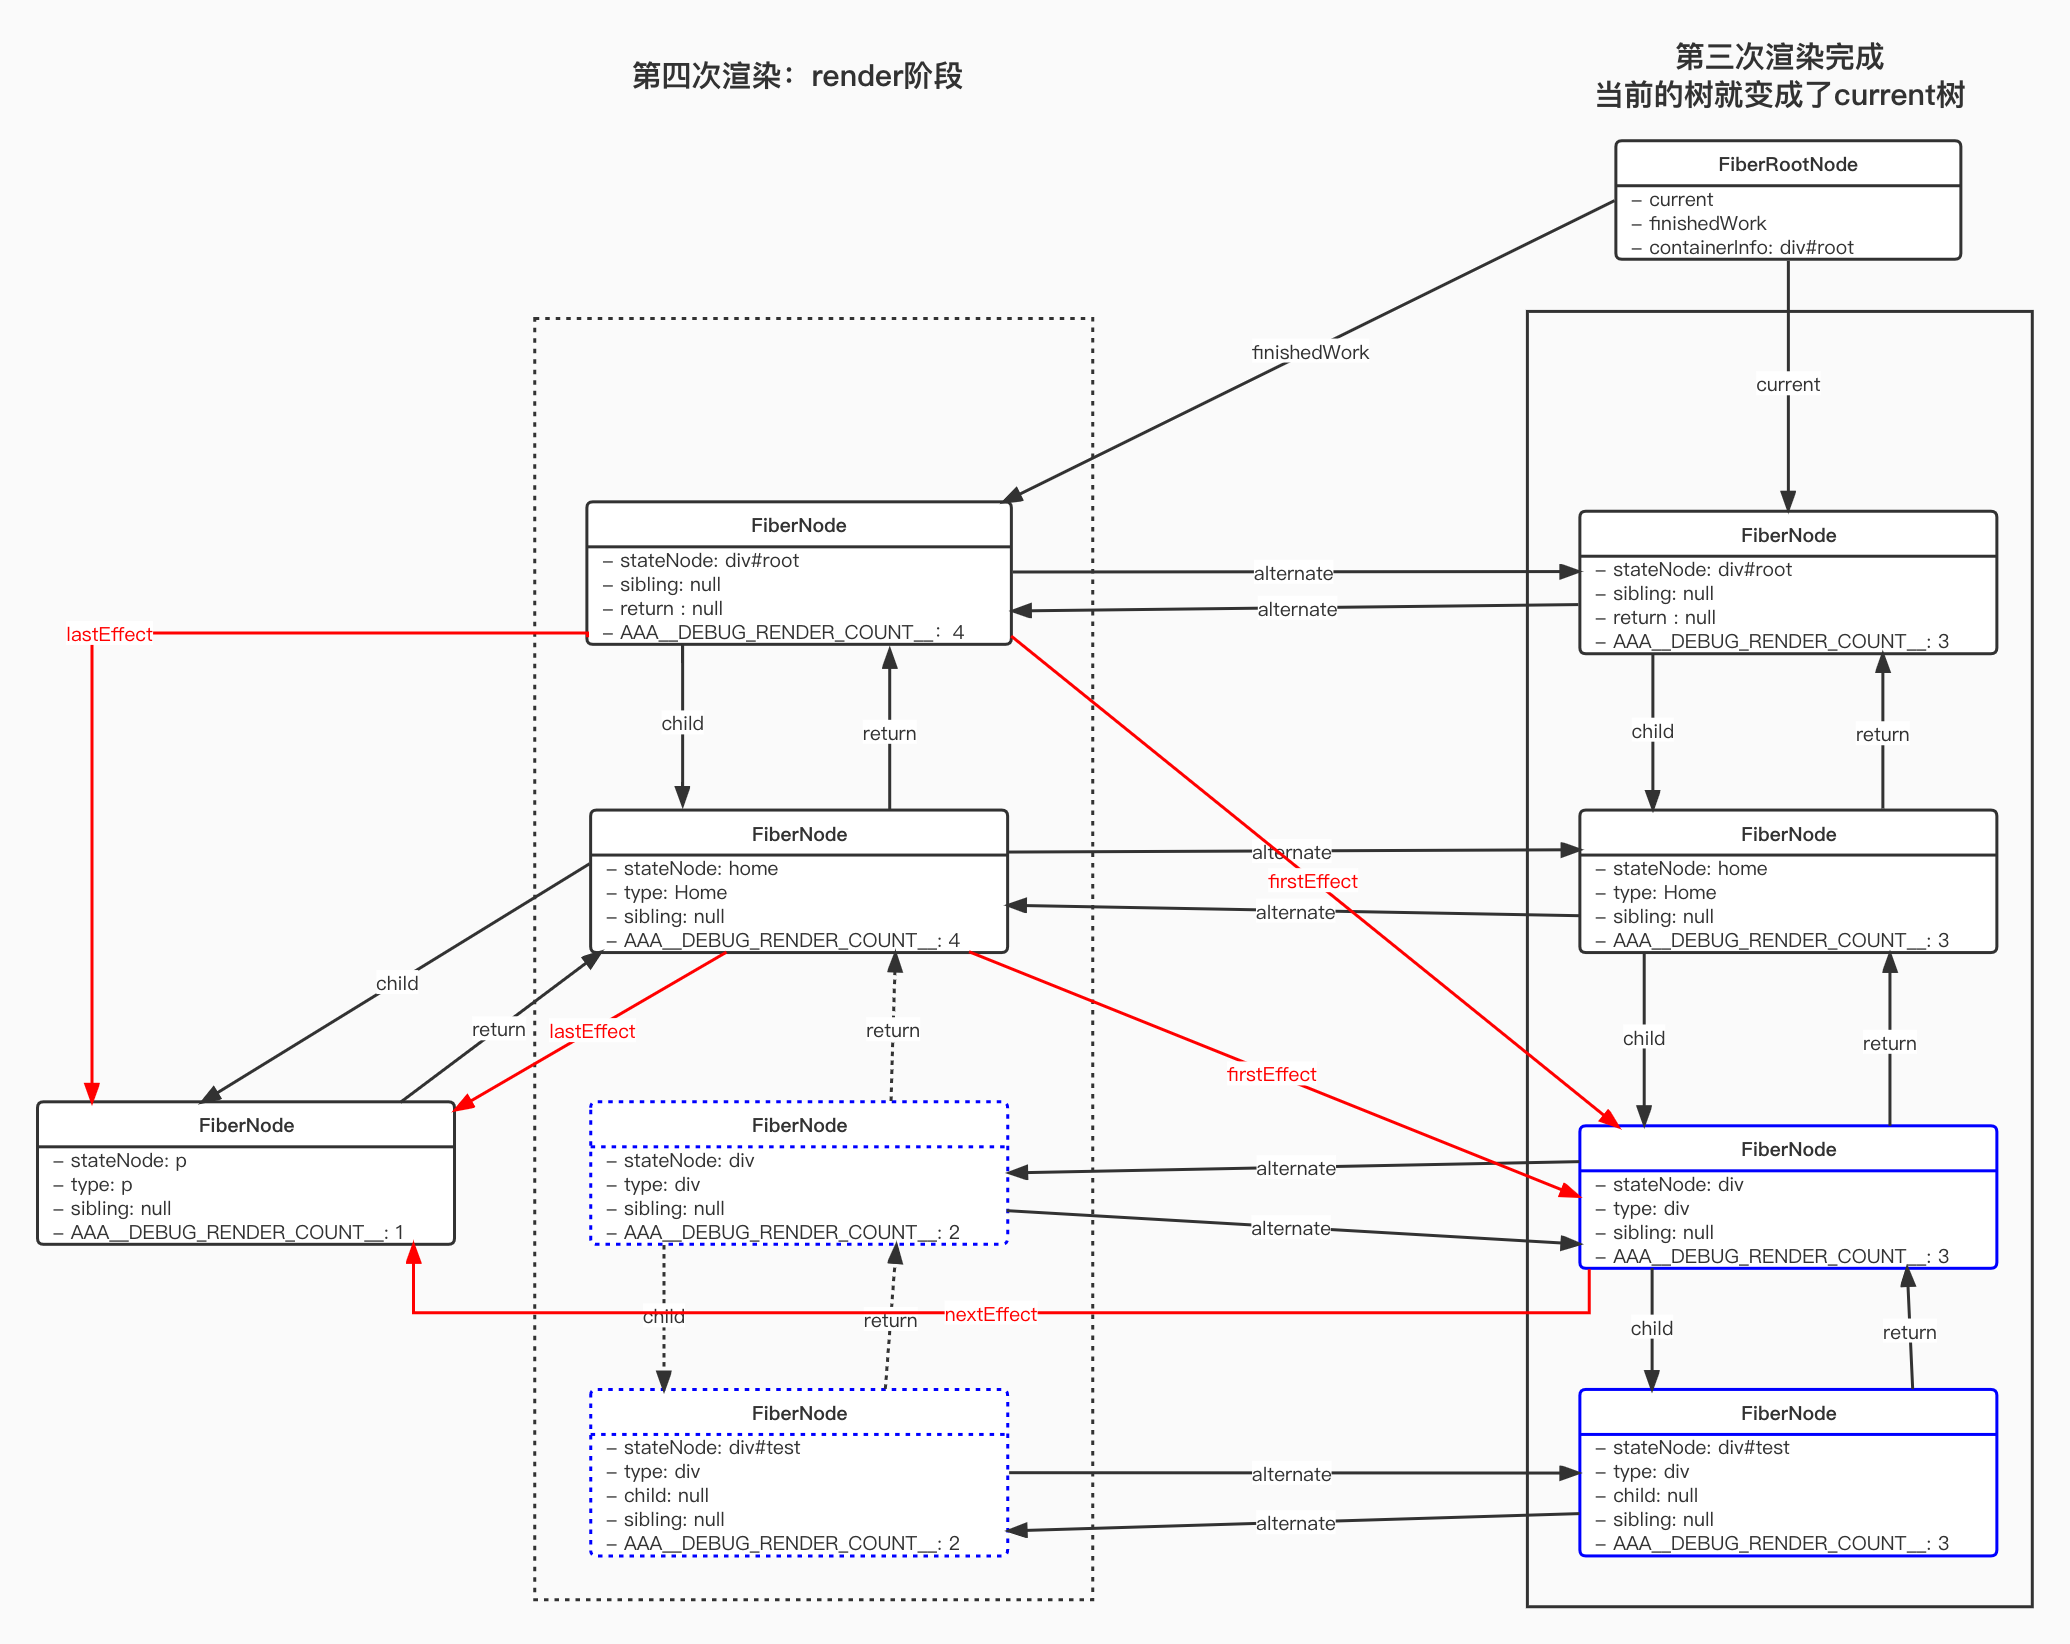 第四次渲染：render阶段
第三次渲染完成
当前的树就变成了current树
FiberRootNode
– current
– finishedWork
– containerInfo: div#root
finishedWork
current
FiberNode
– stateNode: div#root
– sibling: null
– return : null
– AAA__DEBUG_RENDER_COUNT__: 4
alternate
alternate
FiberNode
– stateNode: div#root
– sibling: null
– return : null
– AAA__DEBUG_RENDER_COUNT__: 3
lastEffect
child
return
child
return
FiberNode
– stateNode: home
– type: Home
– sibling: null
– AAA__DEBUG_RENDER_COUNT__: 4
alternate
firstEffect
alternate
FiberNode
– stateNode: home
– type: Home
– sibling: null
– AAA__DEBUG_RENDER_COUNT__: 3
child
return
lastEffect
return
firstEffect
child
return
FiberNode
– stateNode: p
– type: p
– sibling: null
– AAA__DEBUG_RENDER_COUNT__: 1
FiberNode
– stateNode: div
– type: div
– sibling: null
– AAA__DEBUG_RENDER_COUNT__: 2
alternate
alternate
FiberNode
– stateNode: div
– type: div
– sibling: null
– AAA__DEBUG_RENDER_COUNT__: 3
child
return
nextEffect
child
return
FiberNode
– stateNode: div#test
– type: div
– child: null
– sibling: null
– AAA__DEBUG_RENDER_COUNT__: 2
alternate
alternate
FiberNode
– stateNode: div#test
– type: div
– child: null
– sibling: null
– AAA__DEBUG_RENDER_COUNT__: 3